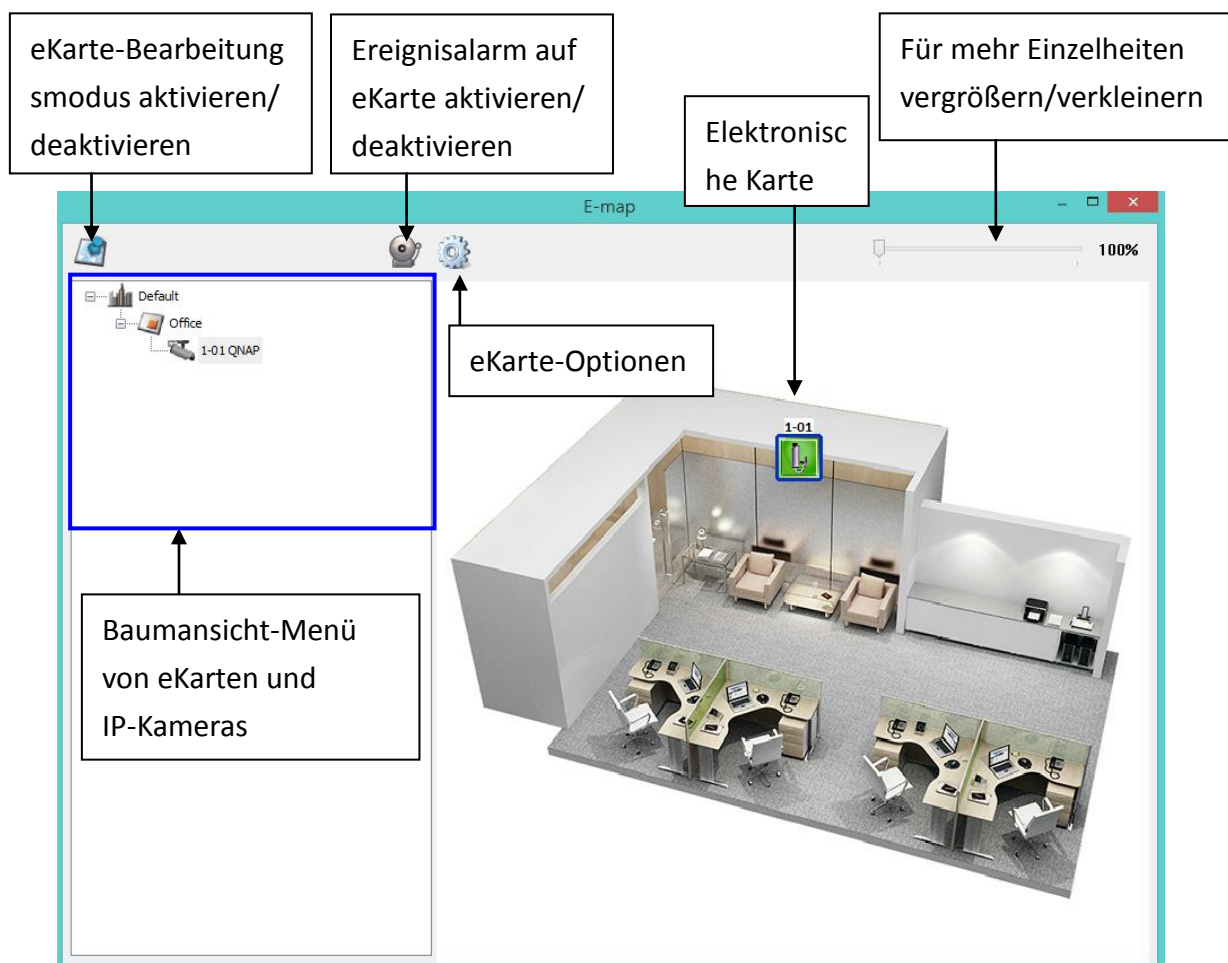 eKarte-Bearbeitung
smodus aktivieren/
deaktivieren
Ereignisalarm auf
eKarte aktivieren/
deaktivieren
Elektronisc
he Karte
Für mehr Einzelheiten
vergrößern/verkleinern
E-map
100%
Default
Office
1-01 QNAP
eKarte-Optionen
1-01
Baumansicht-Menü
von eKarten und
IP-Kameras